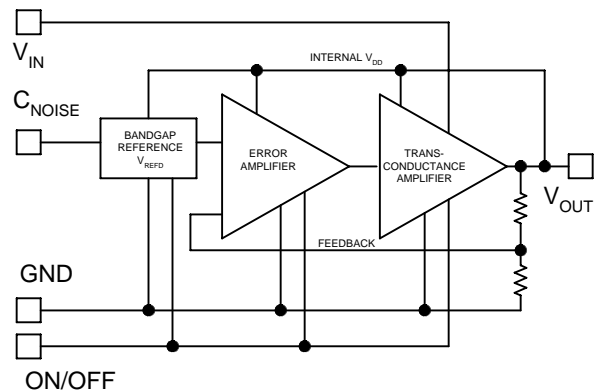 V_IN
INTERNAL V_DD
C_NOISE
BANDGAP
REFERENCE
V_REFD
ERROR
AMPLIFIER
TRANS-
CONDUCTANCE
AMPLIFIER
V_OUT
FEEDBACK
GND
ON/OFF